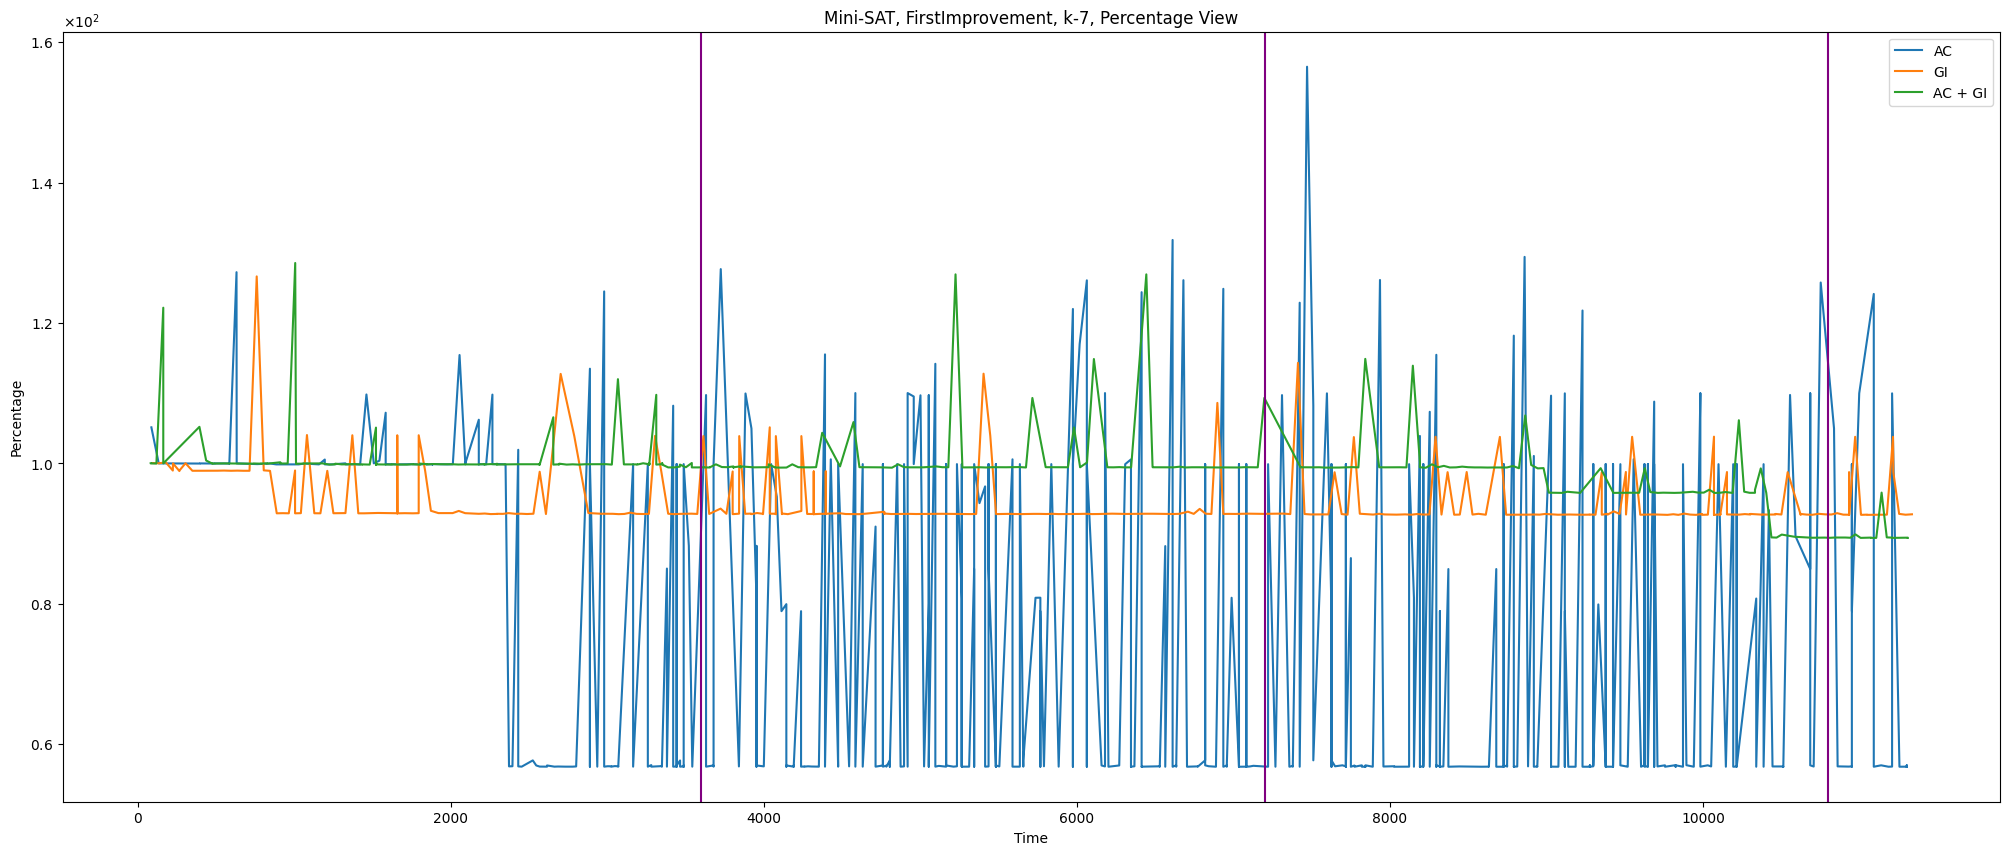 Mini-SAT, FirstImprovement, k-7, Percentage View
×10²
1.6
1.4
1.2
1.0
0.8
0.6
Percentage
0 2000 4000 6000 8000 10000
Time
AC
GI
AC + GI